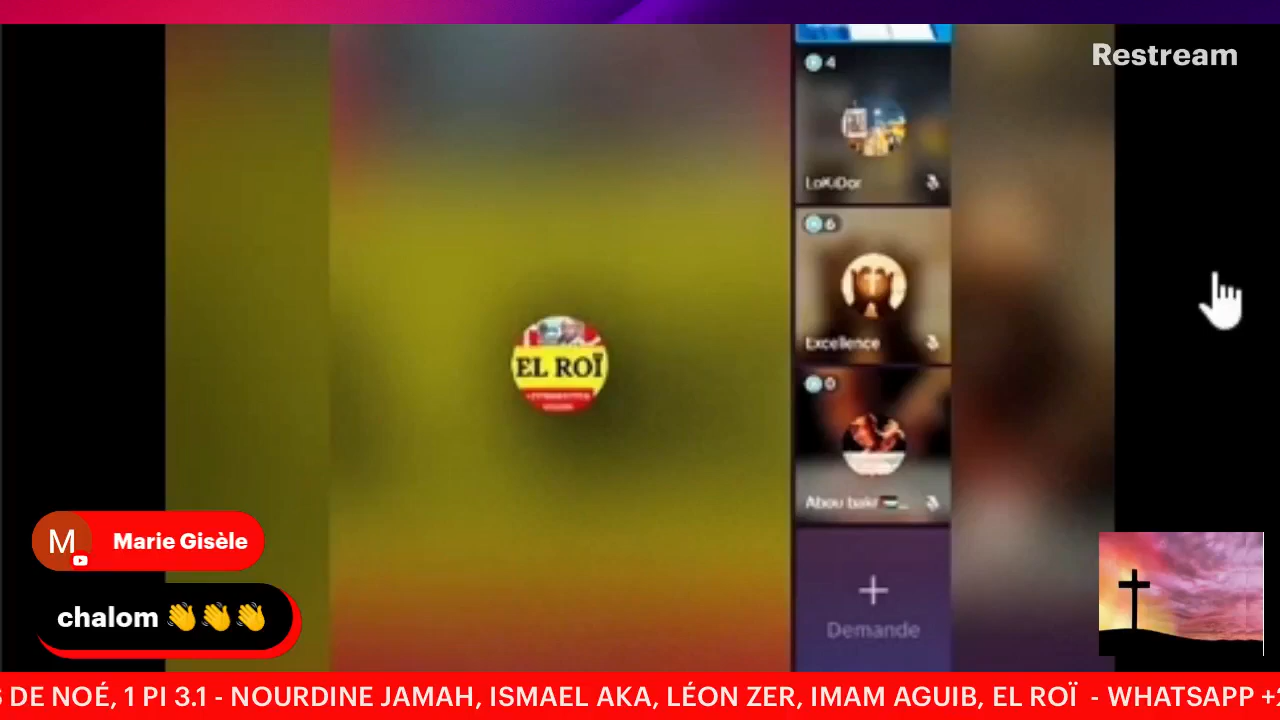 Restream
4
LoKiDor
6
Excellence
0
Abou bakr
EL ROÏ
Demande
M
Marie Gisèle
chalom 👋👋👋
S DE NOÉ, 1 PI 3.1 - NOURDINE JAMAH, ISMAEL AKA, LÉON ZER, IMAM AGUIB, EL ROÏ - WHATSAPP +2